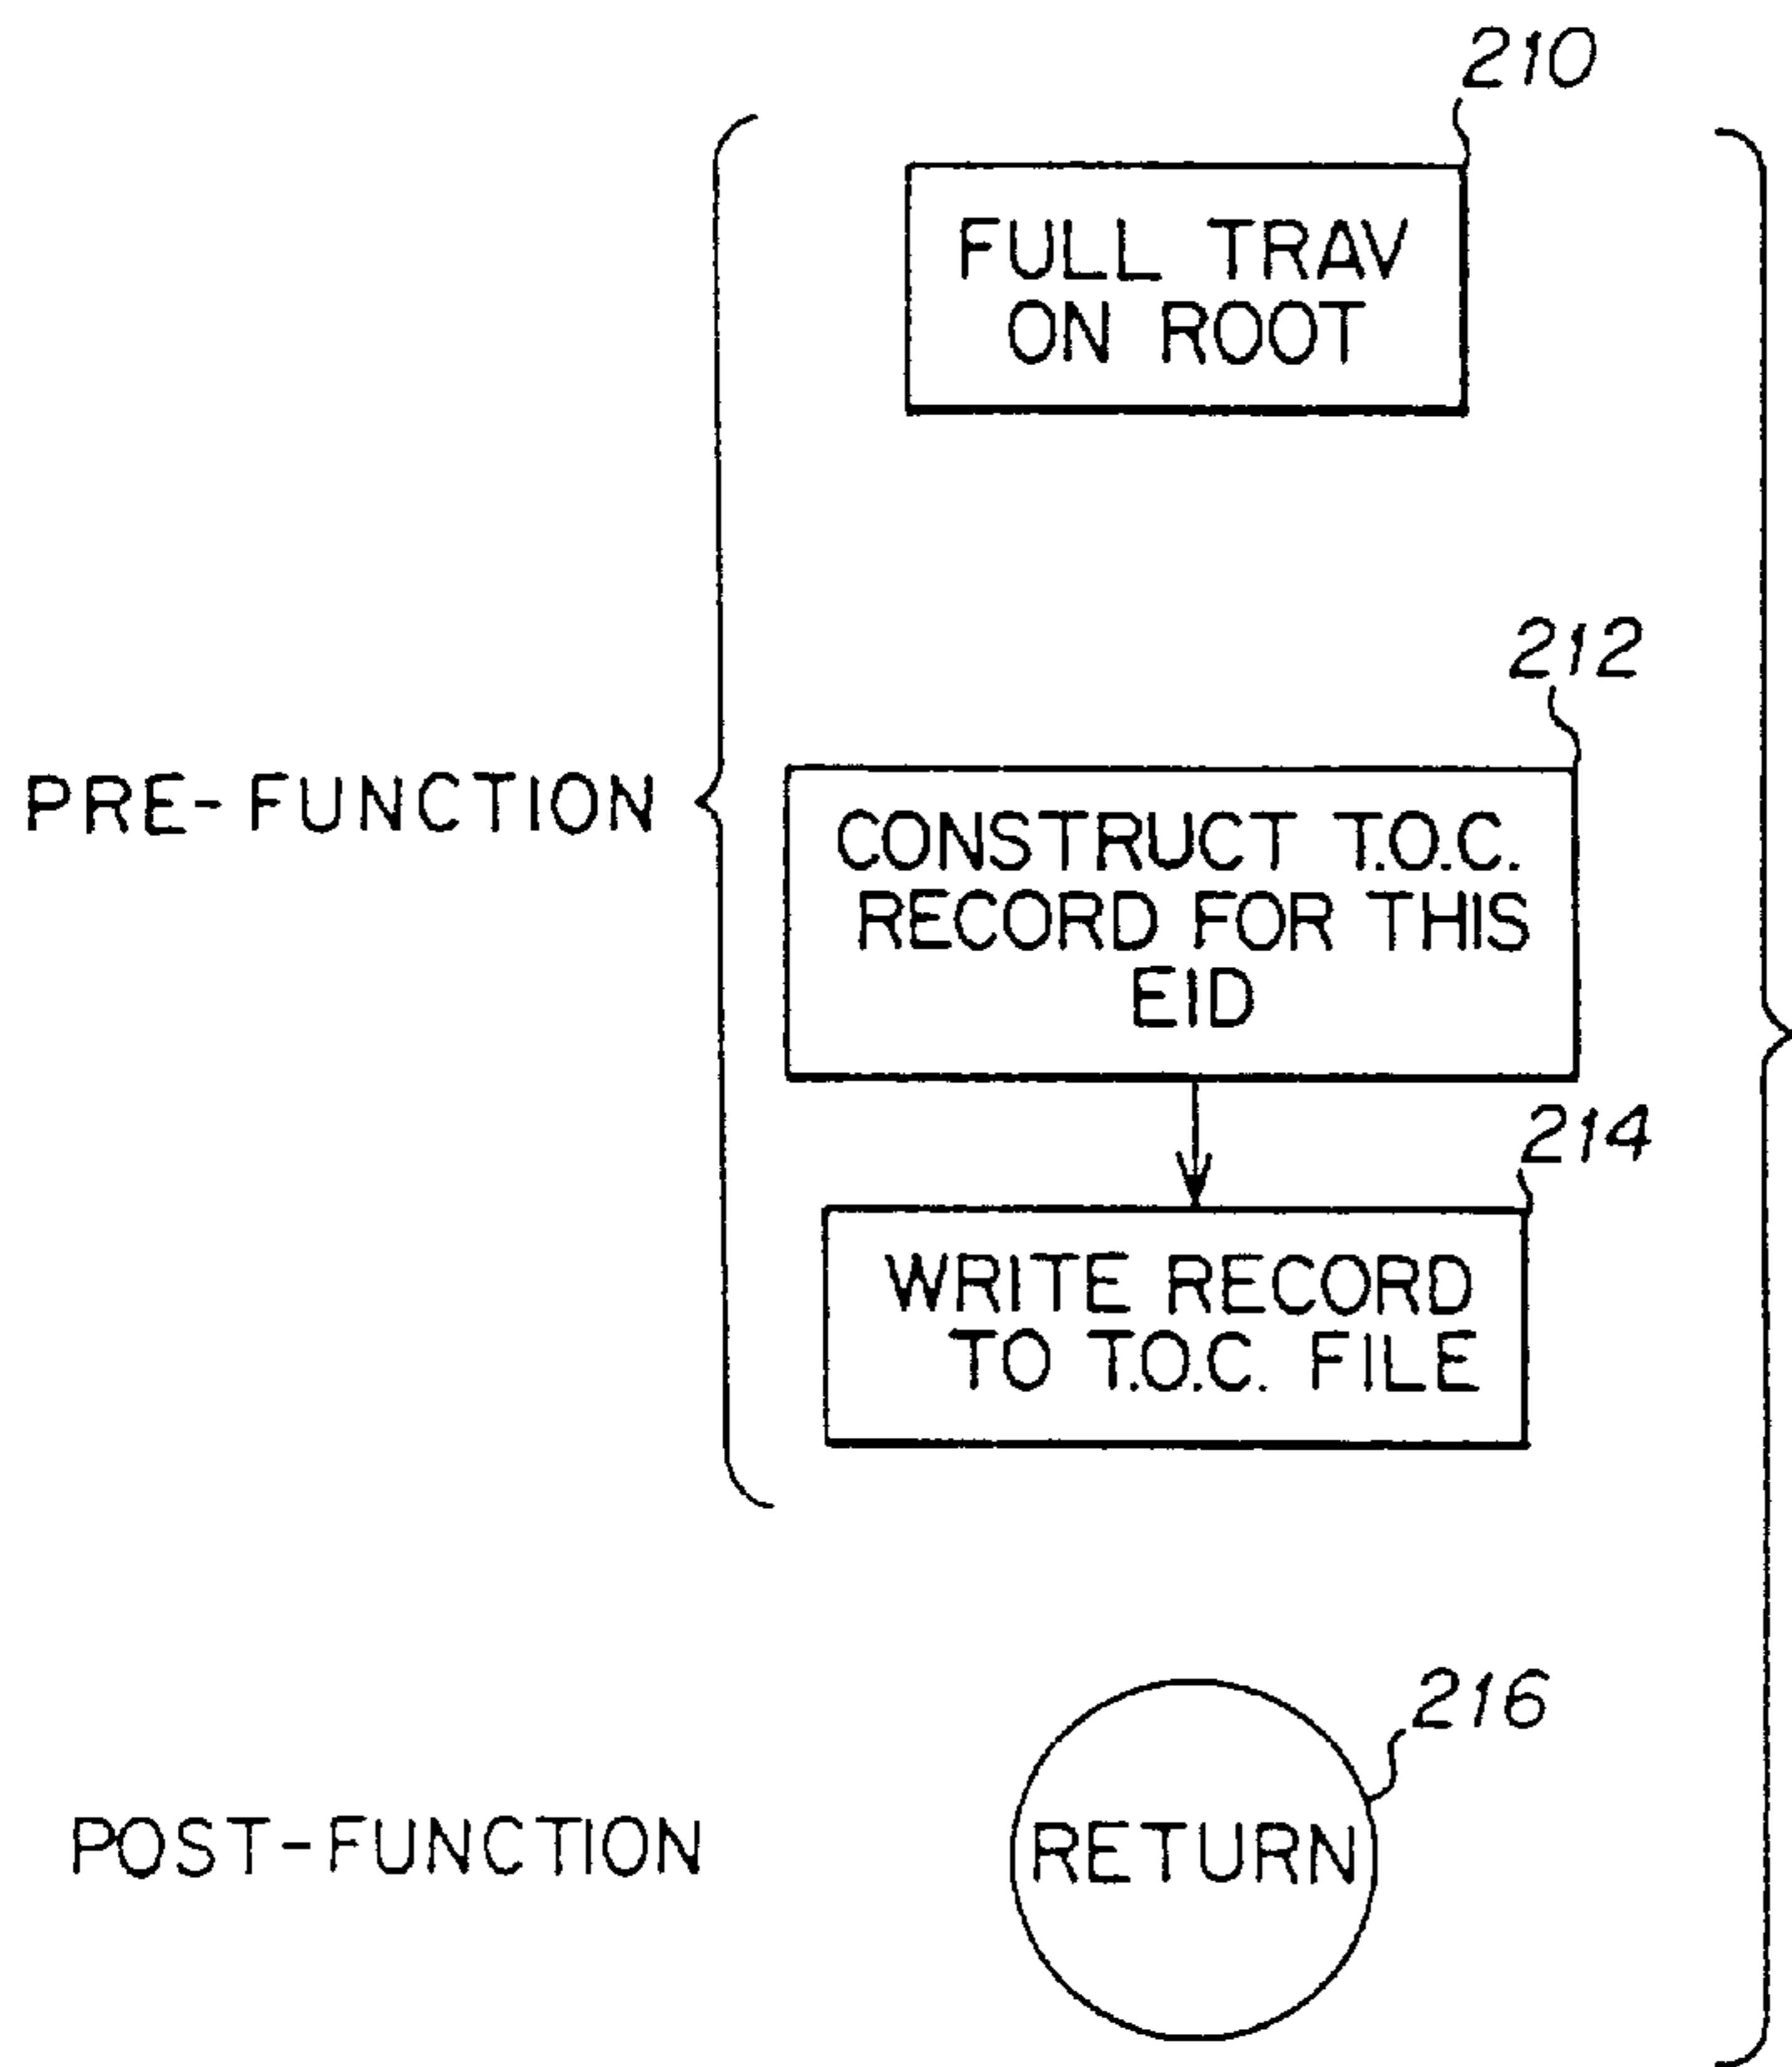 210
FULL TRAV
ON ROOT
212
PRE-FUNCTION
CONSTRUCT T.O.C.
RECORD FOR THIS
EID
214
WRITE RECORD
TO T.O.C. FILE
216
POST-FUNCTION
RETURN